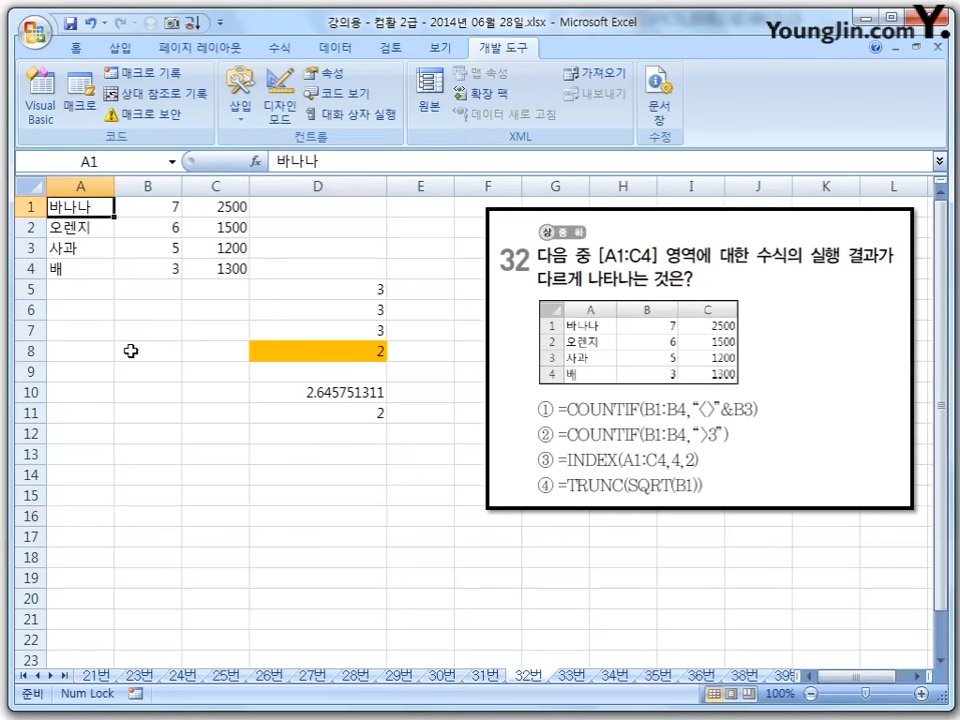 강의용 - 컴활 2급 - 2014년 06월 28일.xlsx - Microsoft Excel
YoungJin.com Y.
홈 삽입 페이지 레이아웃 수식 데이터 검토 보기 개발 도구
Visual Basic
매크로
매크로 기록
상대 참조로 기록
매크로 보안
코드
삽입
디자인 모드
속성
코드 보기
대화 상자 실행
컨트롤
원본
맵 속성
확장 팩
데이터 새로 고침
가져오기
내보내기
XML
문서 창
수정
A1 fx 바나나
A B C D E F G H I J K L
1 바나나 7 2500
2 오렌지 6 1500
3 사과 5 1200
4 배 3 1300
5 3
6 3
7 3
8 2
9
10 2.645751311
11 2
12
13
14
15
16
17
18
19
20
21
22
23
상 중 하
32 다음 중 [A1:C4] 영역에 대한 수식의 실행 결과가
다르게 나타나는 것은?
A B C
1 바나나 7 2500
2 오렌지 6 1500
3 사과 5 1200
4 배 3 1300
① =COUNTIF(B1:B4,“〈〉”&B3)
② =COUNTIF(B1:B4,“〉3”)
③ =INDEX(A1:C4,4,2)
④ =TRUNC(SQRT(B1))
21번 23번 24번 25번 26번 27번 28번 29번 30번 31번 32번 33번 34번 35번 36번 37번 38번
준비 Num Lock 100%